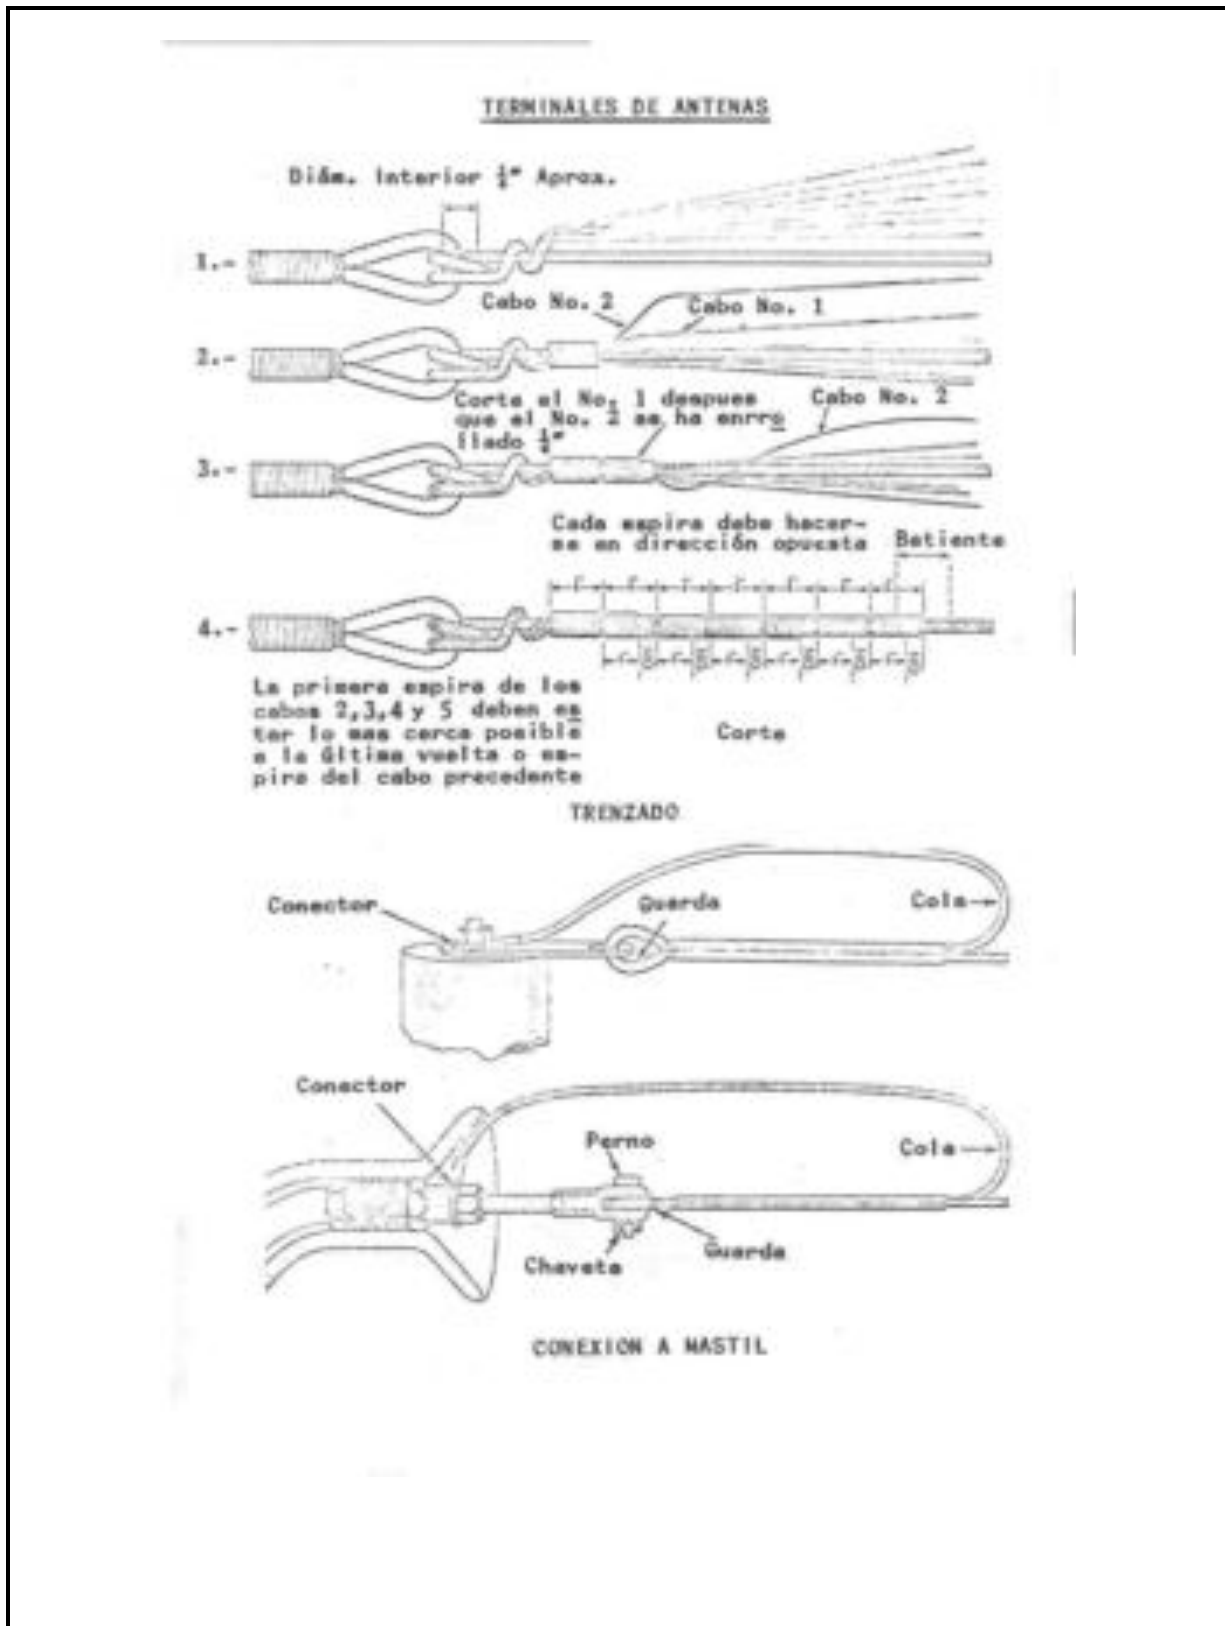 TERMINALES DE ANTENAS
Diám. Interior ¼" Aprox.
1.-
Cabo No. 2
Cabo No. 1
2.-
Corte el No. 1 despues
que el No. 2 se ha enrro
llado ¼"
Cabo No. 2
3.-
Cada espira debe hacer-
se en dirección opuesta
Batiente
4.-
La primera espira de los
cabos 2,3,4 y 5 deben es
tar lo mas cerca posible
a la última vuelta o es-
pira del cabo precedente
Corte
TRENZADO
Conector
Guarda
Cola
Conector
Perno
Cola
Chaveta
Guarda
CONEXION A MASTIL